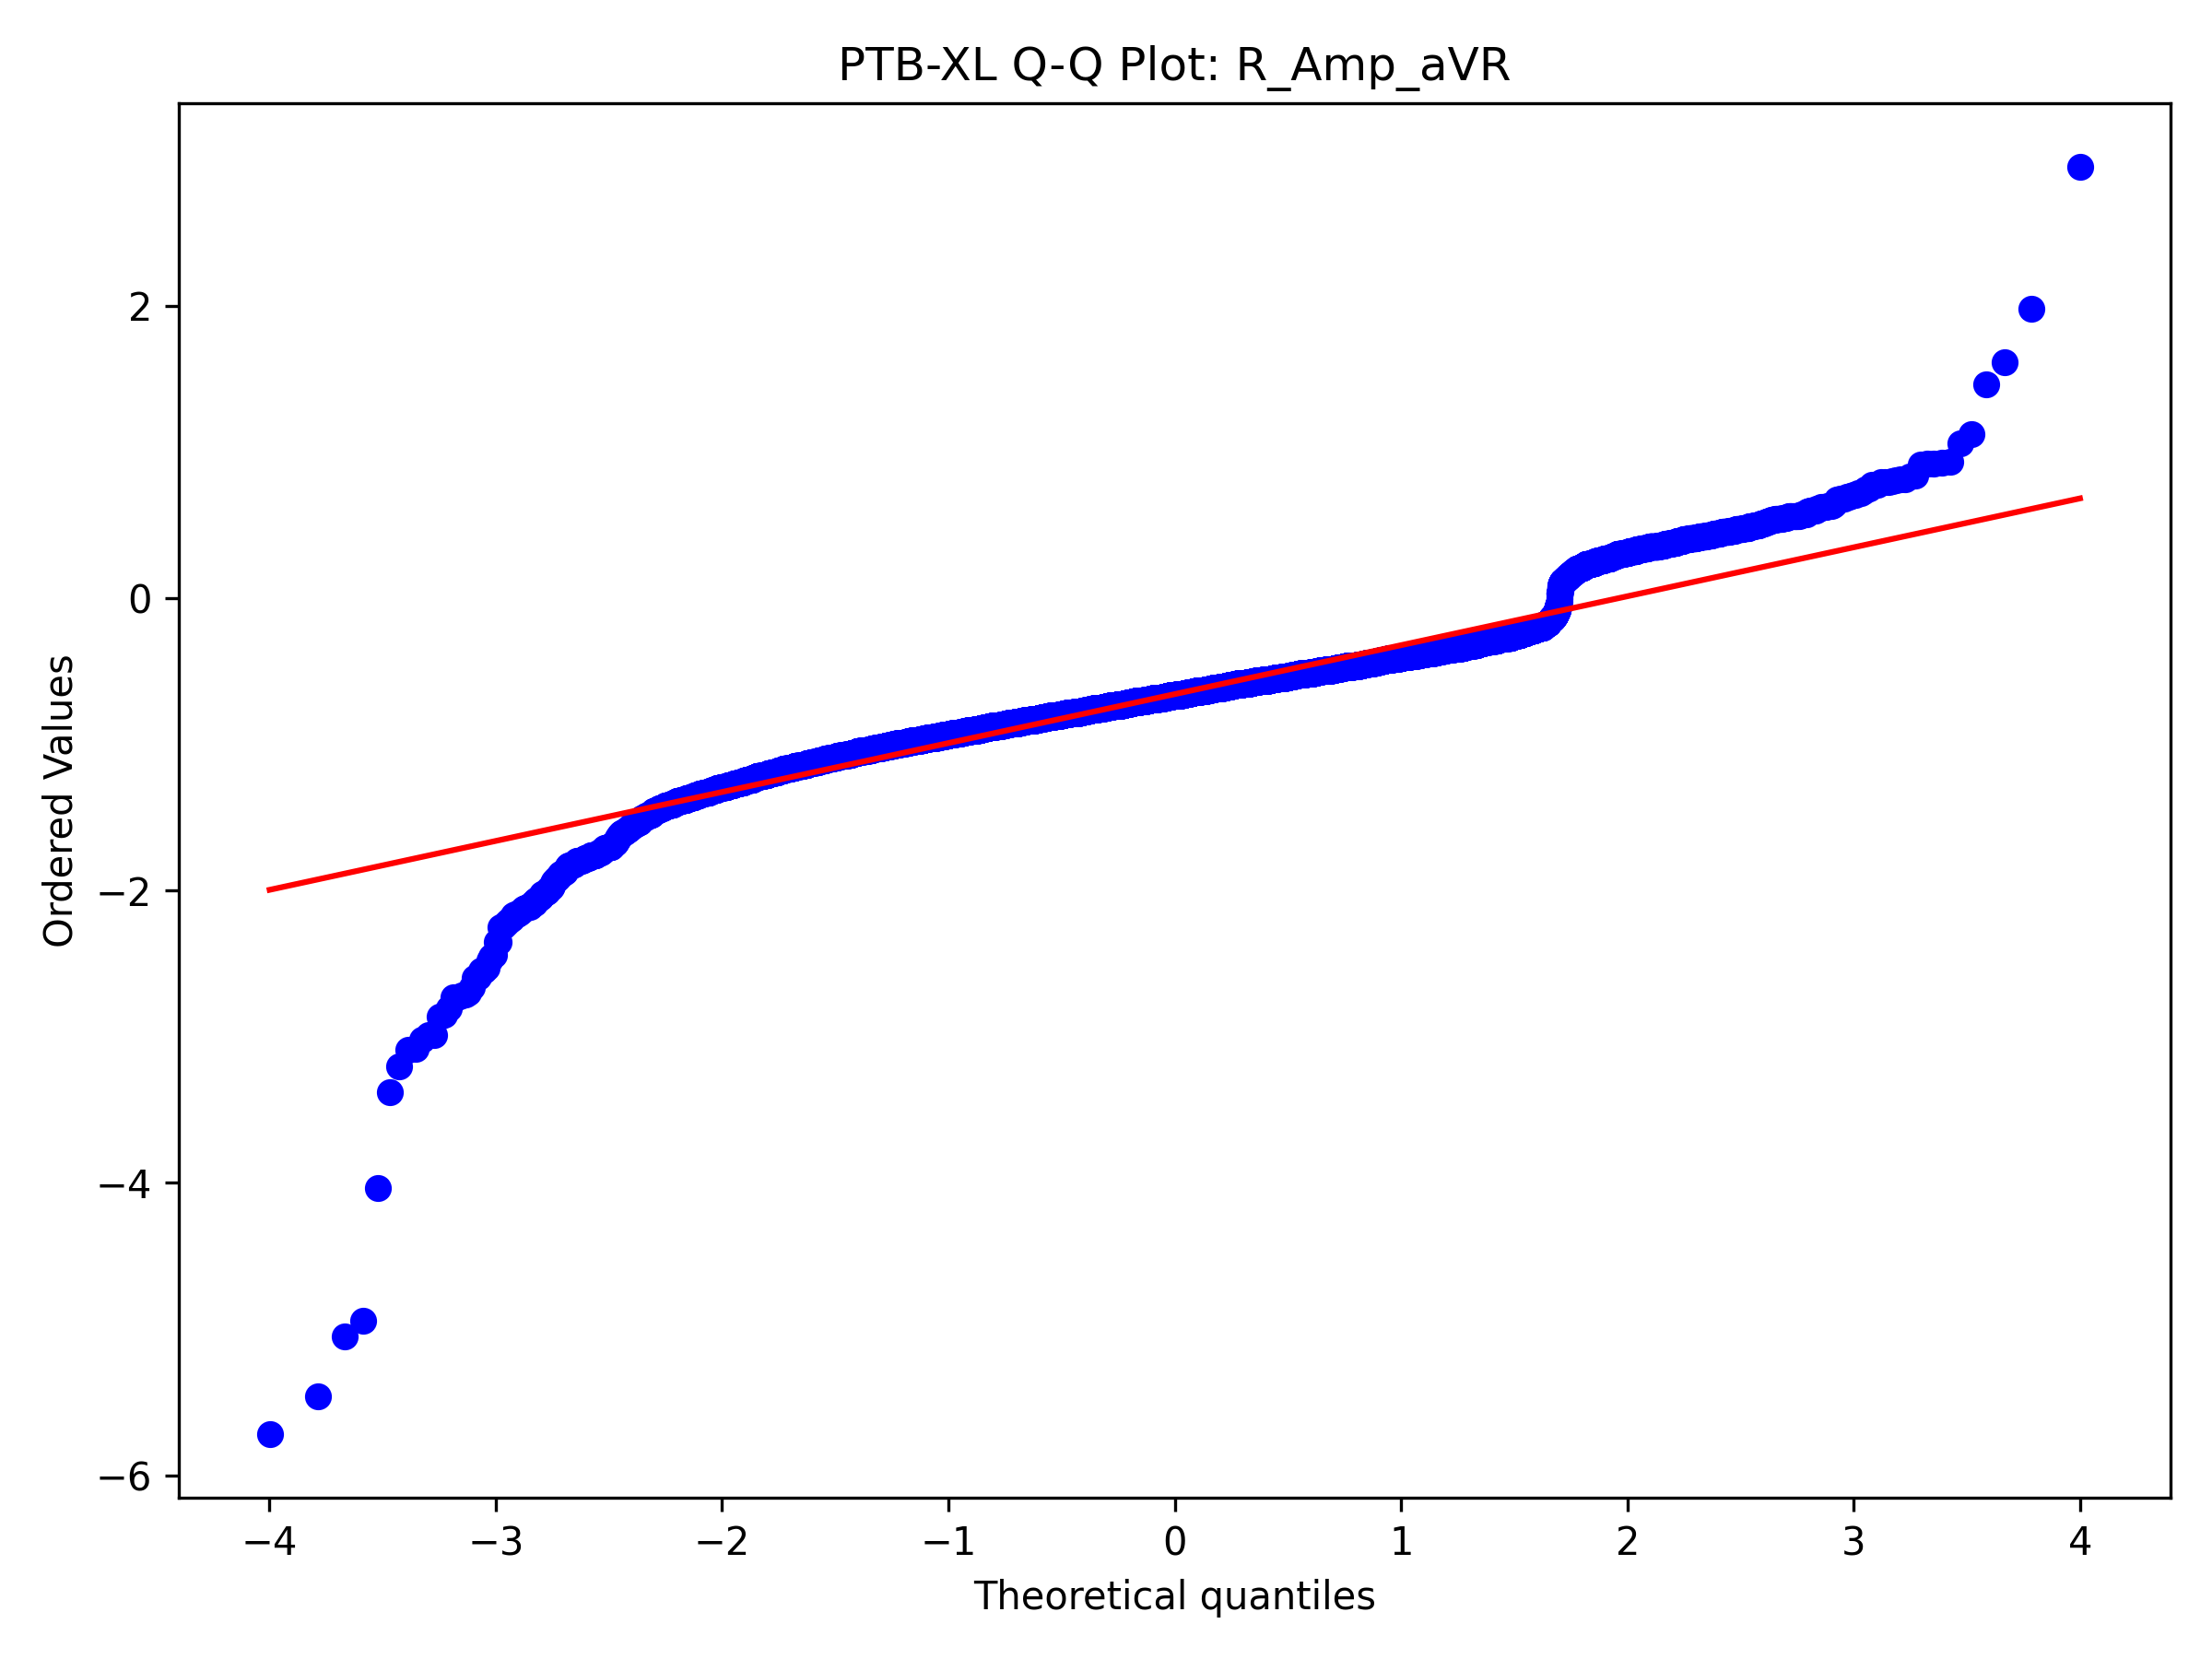 PTB-XL Q-Q Plot: R_Amp_aVR
Ordered Values
2
0
−2
−4
−6
−4 −3 −2 −1 0 1 2 3 4
Theoretical quantiles